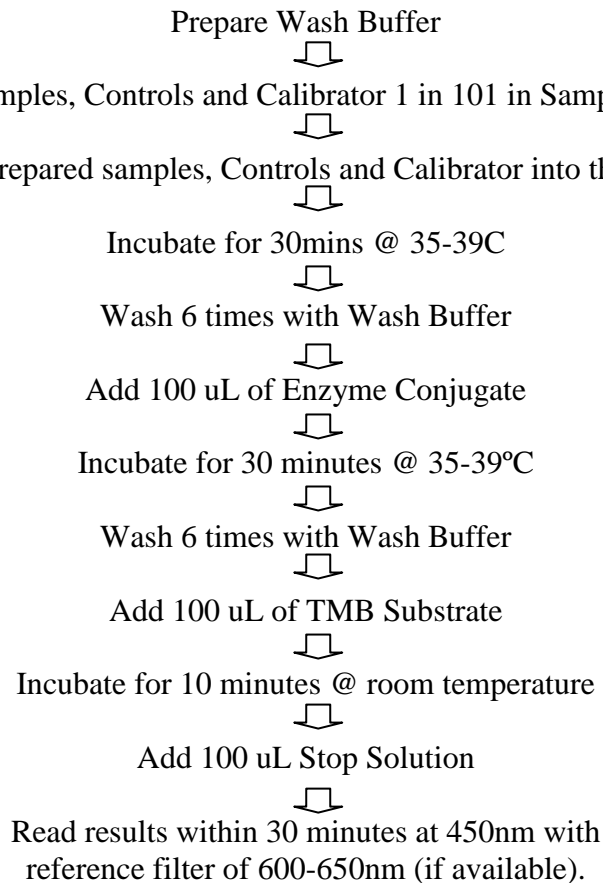 Prepare Wash Buffer
Controls and Calibrator 1 in 101 in
samples, Controls and Calibrator into
Incubate for 30mins @ 35-39C
Wash 6 times with Wash Buffer
Add 100 uL of Enzyme Conjugate
Incubate for 30 minutes @ 35-39ºC
Wash 6 times with Wash Buffer
Add 100 uL of TMB Substrate
Incubate for 10 minutes @ room temperature
Add 100 uL Stop Solution
Read results within 30 minutes at 450nm with
reference filter of 600-650nm (if available).